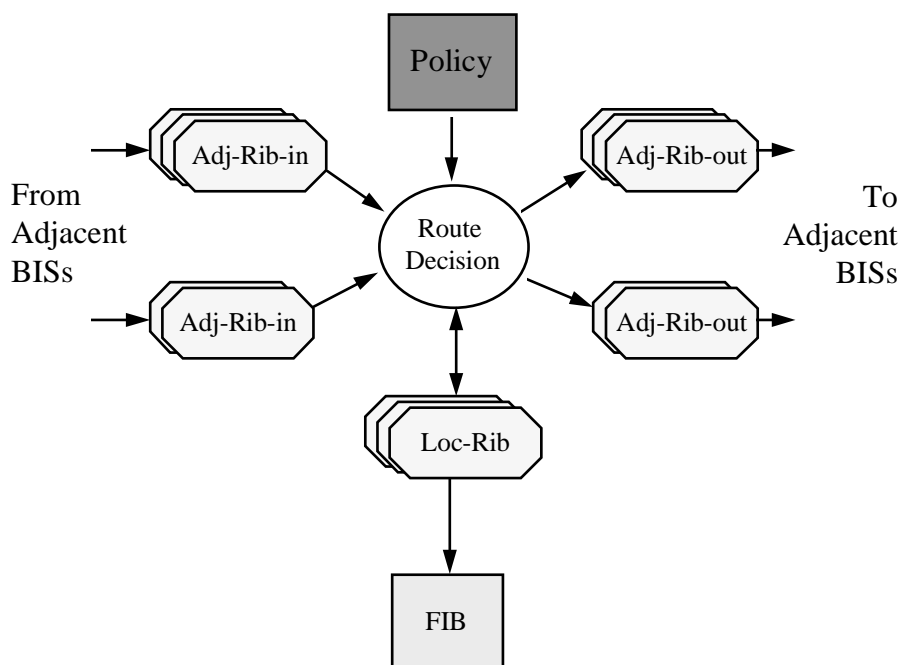 Policy
Adj-Rib-in
Adj-Rib-out
From
Adjacent
BISs
Route
Decision
To
Adjacent
BISs
Adj-Rib-in
Adj-Rib-out
Loc-Rib
FIB